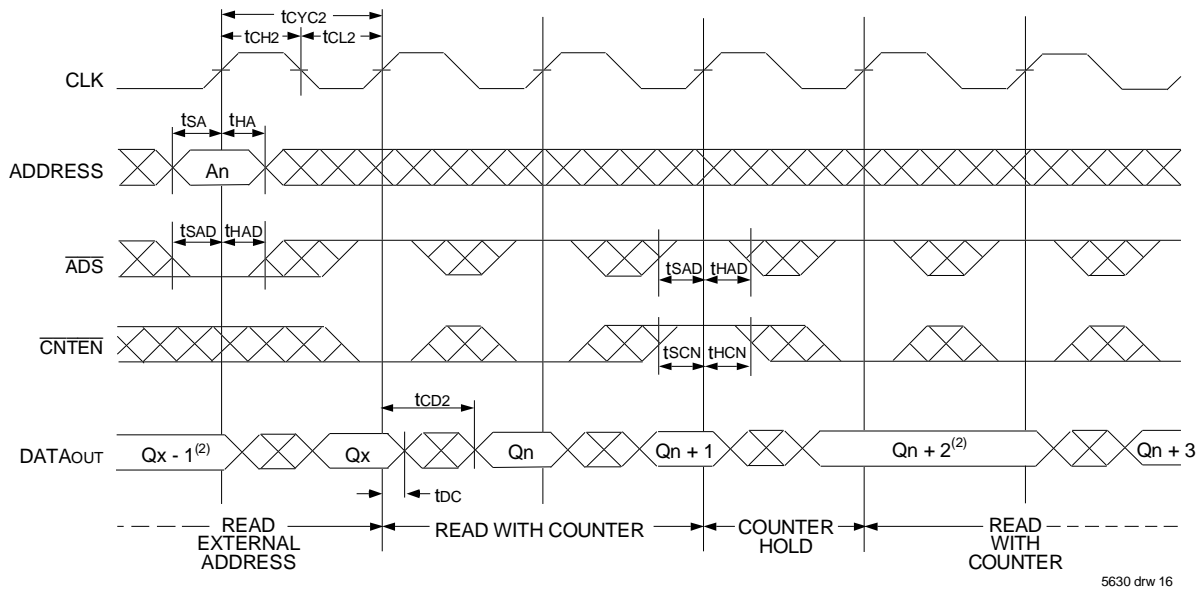 tCYC2
tCH2 tCL2
CLK
tSA tHA
ADDRESS An
tSAD tHAD
ADS
tSAD tHAD
CNTEN
tSCN tHCN
tCD2
DATAOUT Qx - 1(2) Qx Qn Qn + 1 Qn + 2(2) Qn + 3
tDC
READ EXTERNAL ADDRESS
READ WITH COUNTER
COUNTER HOLD
READ WITH COUNTER
5630 drw 16